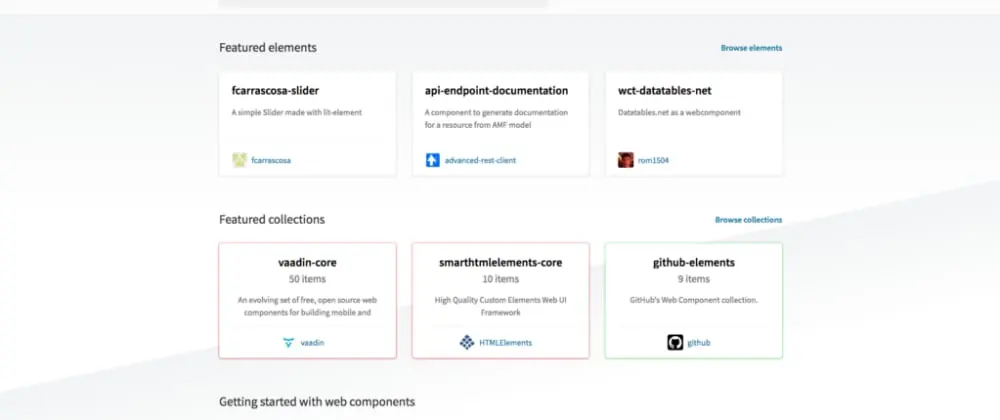 Featured elements
Browse elements
fcarrascosa-slider
A simple Slider made with lit-element
fcarrascosa
api-endpoint-documentation
A component to generate documentation
for a resource from AMF model
advanced-rest-client
wct-datatables-net
Datatables.net as a webcomponent
rom1504
Featured collections
Browse collections
vaadin-core
50 items
An evolving set of free, open source web
components for building mobile and
vaadin
smarthtmlelements-core
10 items
High Quality Custom Elements Web UI
Framework
HTMLElements
github-elements
9 items
GitHub's Web Component collection.
github
Getting started with web components